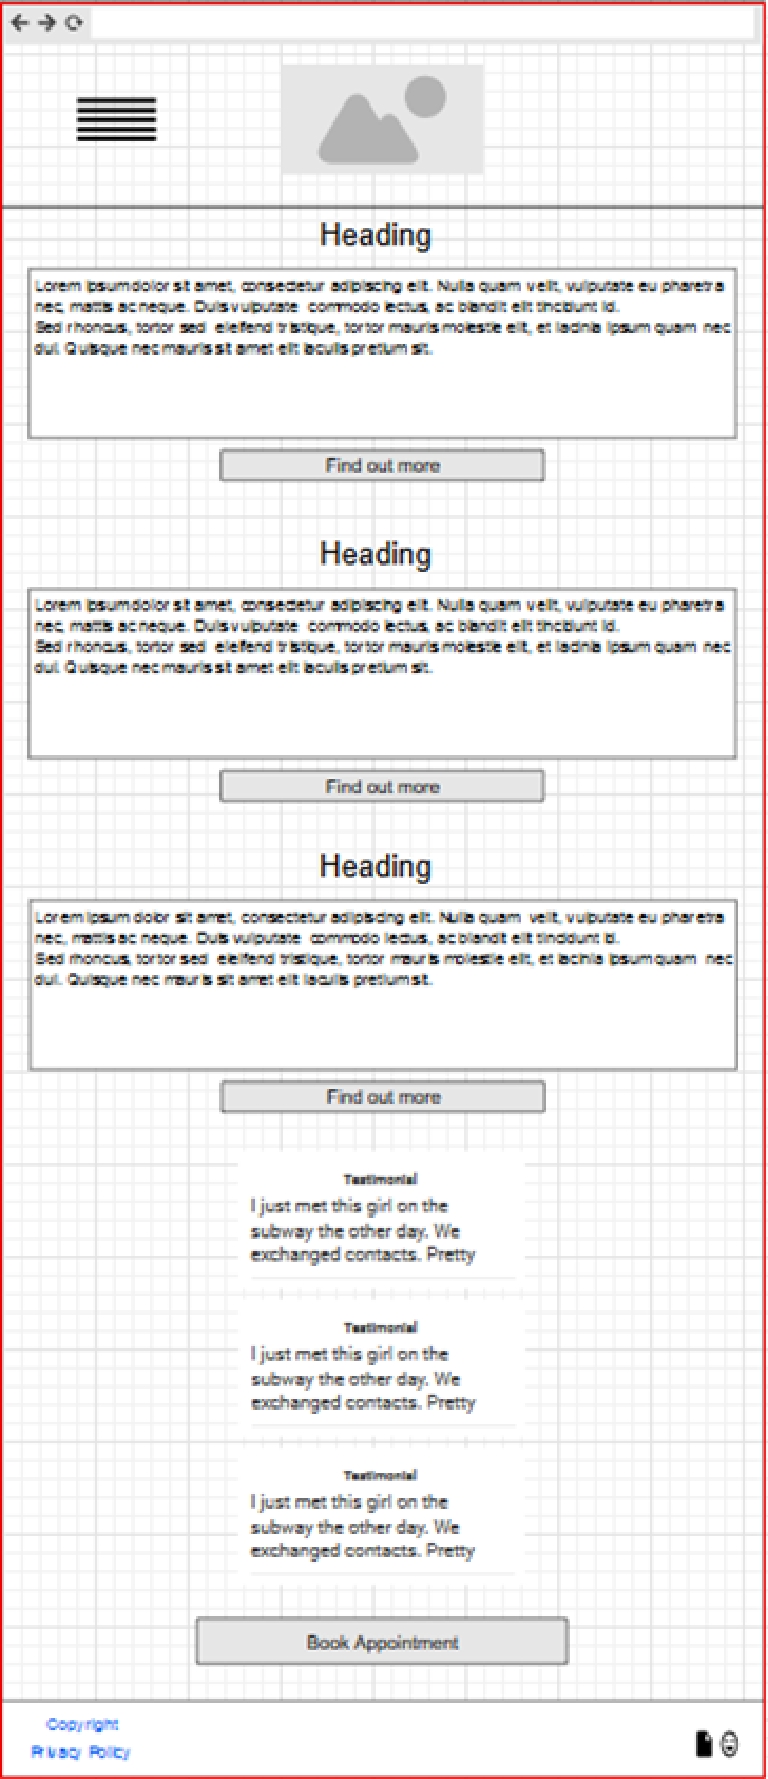 Heading
Lorem ipsum dolor sit amet, consectetur adipiscing elit. Nulla quam velit, vulputate eu pharetra
nec, mattis ac neque. Duis vulputate commodo lectus, ac blandit elit tincidunt id.
Sed rhoncus, tortor sed eleifend tristique, tortor mauris molestie elit, et lacinia ipsum quam nec
dui. Quisque nec mauris sit amet elit iaculis pretium sit.
Find out more
Heading
Lorem ipsum dolor sit amet, consectetur adipiscing elit. Nulla quam velit, vulputate eu pharetra
nec, mattis ac neque. Duis vulputate commodo lectus, ac blandit elit tincidunt id.
Sed rhoncus, tortor sed eleifend tristique, tortor mauris molestie elit, et lacinia ipsum quam nec
dui. Quisque nec mauris sit amet elit iaculis pretium sit.
Find out more
Heading
Lorem ipsum dolor sit amet, consectetur adipiscing elit. Nulla quam velit, vulputate eu pharetra
nec, mattis ac neque. Duis vulputate commodo lectus, ac blandit elit tincidunt id.
Sed rhoncus, tortor sed eleifend tristique, tortor mauris molestie elit, et lacinia ipsum quam nec
dui. Quisque nec mauris sit amet elit iaculis pretium sit.
Find out more
Testimonial
I just met this girl on the
subway the other day. We
exchanged contacts. Pretty
Testimonial
I just met this girl on the
subway the other day. We
exchanged contacts. Pretty
Testimonial
I just met this girl on the
subway the other day. We
exchanged contacts. Pretty
Book Appointment
Copyright
Privacy Policy